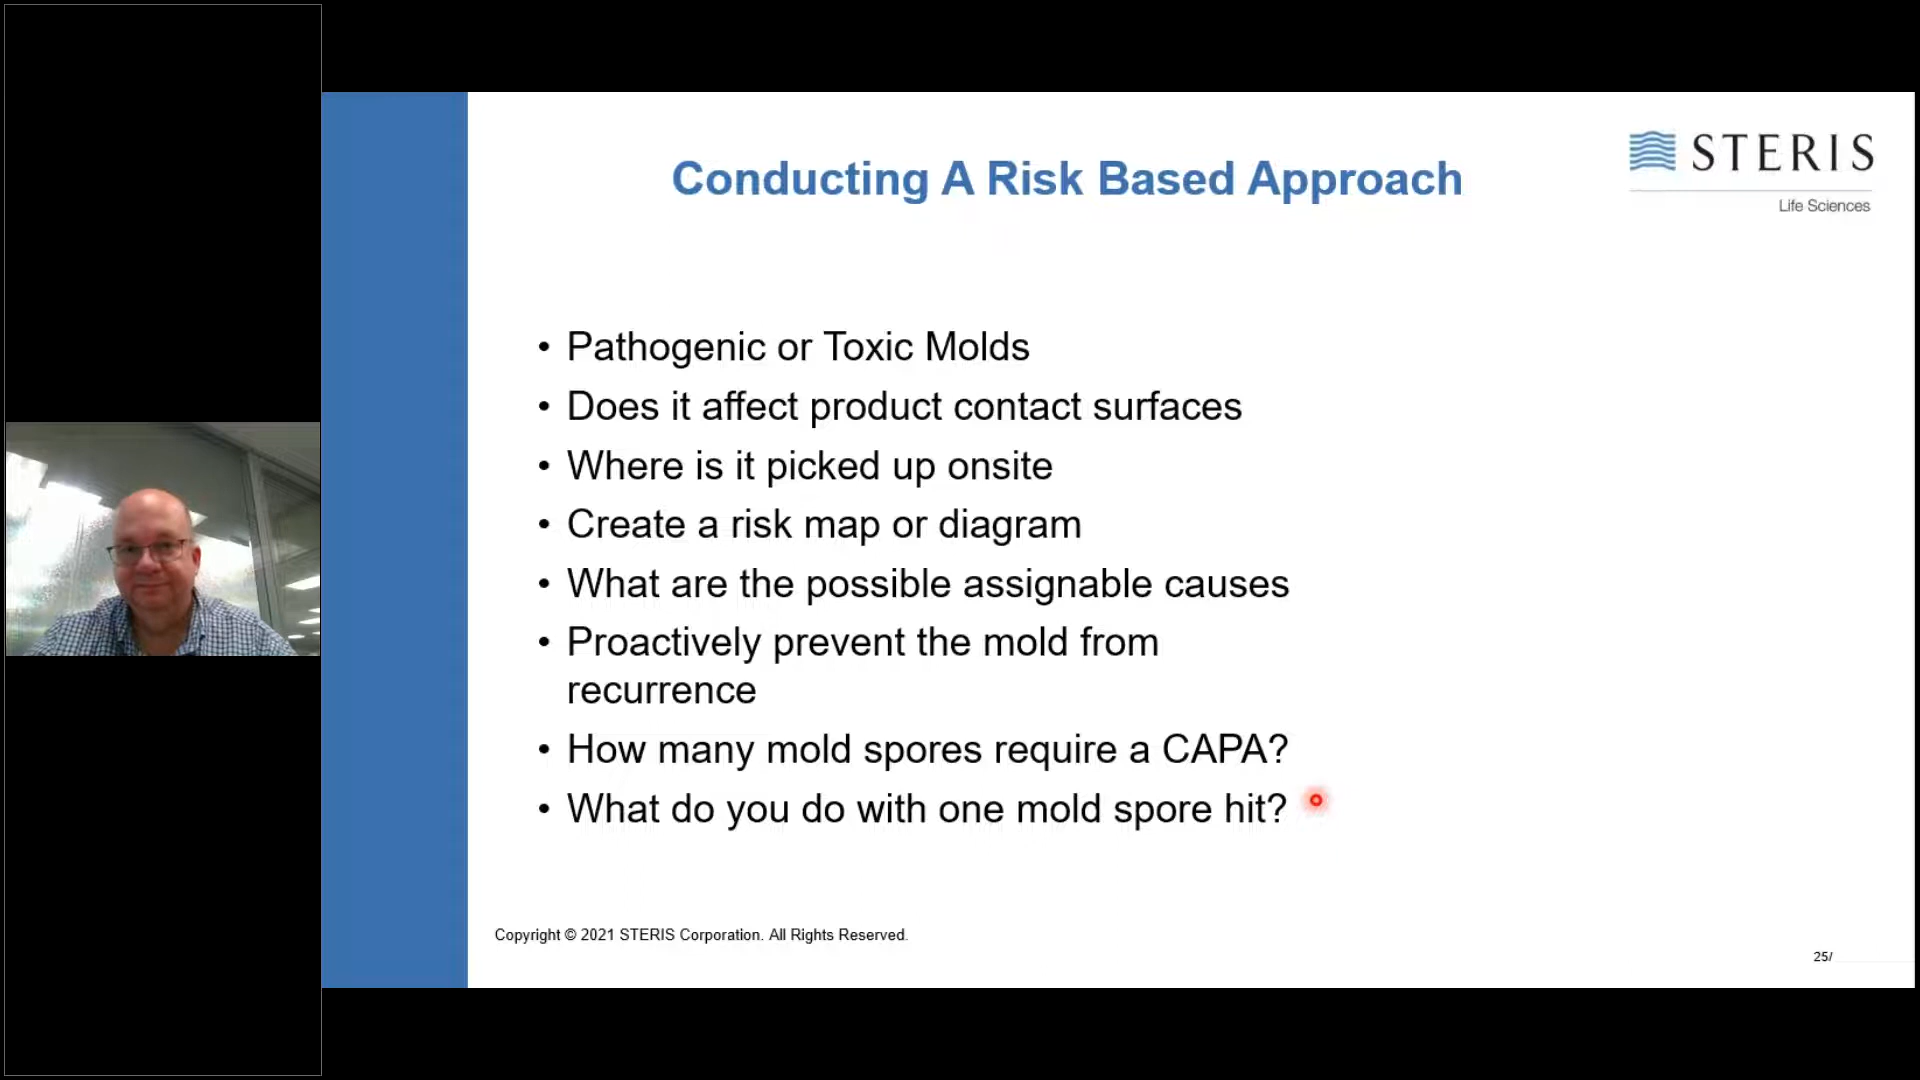 Conducting A Risk Based Approach
STERIS
Life Sciences
• Pathogenic or Toxic Molds
• Does it affect product contact surfaces
• Where is it picked up onsite
• Create a risk map or diagram
• What are the possible assignable causes
• Proactively prevent the mold from
recurrence
• How many mold spores require a CAPA?
• What do you do with one mold spore hit?
Copyright © 2021 STERIS Corporation. All Rights Reserved.
25/